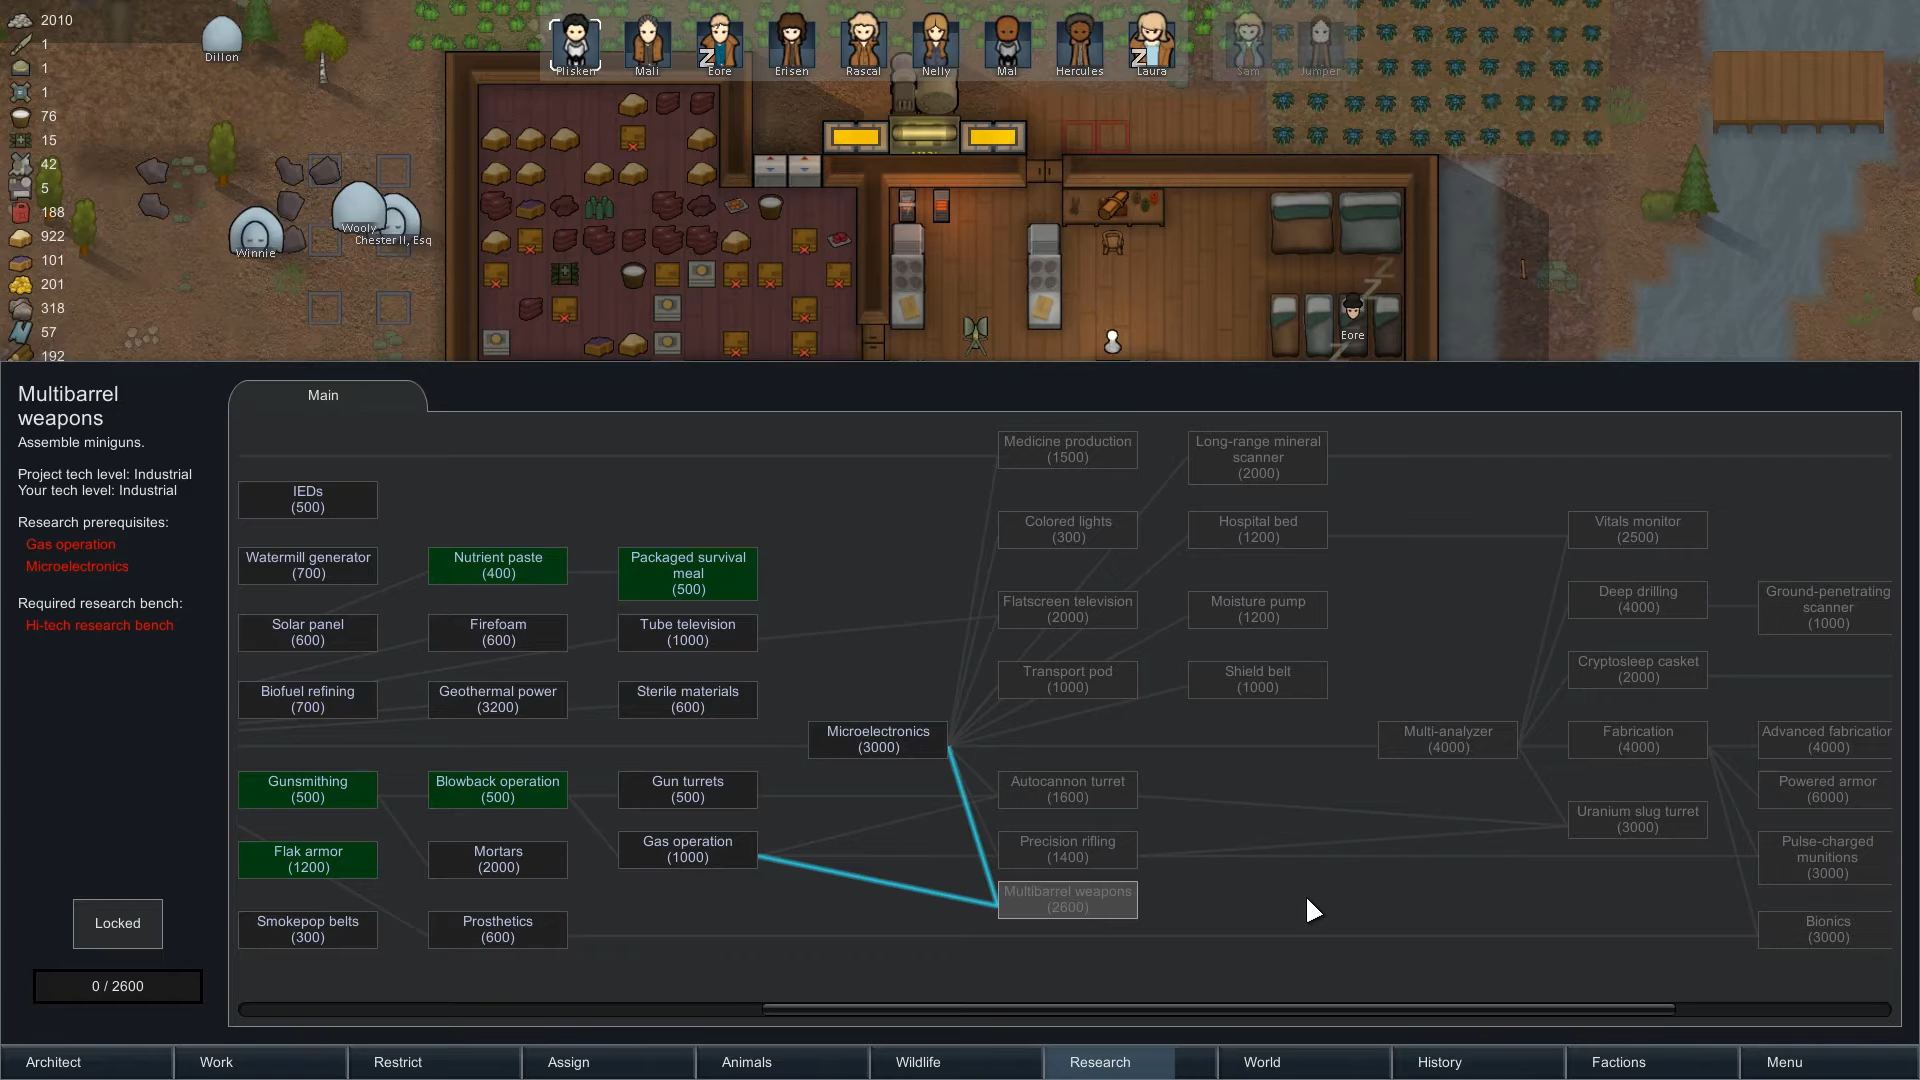 2010
1
1
1
76
15
42
5
188
922
101
201
318
57
192
Dillon
Winnie
Wooly
Chester II, Esq
Plisken
Mali
Eore
Erisen
Rascal
Nelly
Mal
Hercules
Laura
Sam
Jumper
Z
Z
Eore
Multibarrel
weapons
Assemble miniguns.
Project tech level: Industrial
Your tech level: Industrial
Research prerequisites:
Gas operation
Microelectronics
Required research bench:
Hi-tech research bench
Locked
0 / 2600
Main
IEDs
(500)
Watermill generator
(700)
Solar panel
(600)
Biofuel refining
(700)
Gunsmithing
(500)
Flak armor
(1200)
Smokepop belts
(300)
Nutrient paste
(400)
Firefoam
(600)
Geothermal power
(3200)
Blowback operation
(500)
Mortars
(2000)
Prosthetics
(600)
Packaged survival
meal
(500)
Tube television
(1000)
Sterile materials
(600)
Gun turrets
(500)
Gas operation
(1000)
Microelectronics
(3000)
Medicine production
(1500)
Colored lights
(300)
Flatscreen television
(2000)
Transport pod
(1000)
Autocannon turret
(1600)
Precision rifling
(1400)
Multibarrel weapons
(2600)
Long-range mineral
scanner
(2000)
Hospital bed
(1200)
Moisture pump
(1200)
Shield belt
(1000)
Multi-analyzer
(4000)
Vitals monitor
(2500)
Deep drilling
(4000)
Cryptosleep casket
(2000)
Fabrication
(4000)
Uranium slug turret
(3000)
Ground-penetrating
scanner
(1000)
Advanced fabrication
(4000)
Powered armor
(6000)
Pulse-charged
munitions
(3000)
Bionics
(3000)
Architect
Work
Restrict
Assign
Animals
Wildlife
Research
World
History
Factions
Menu